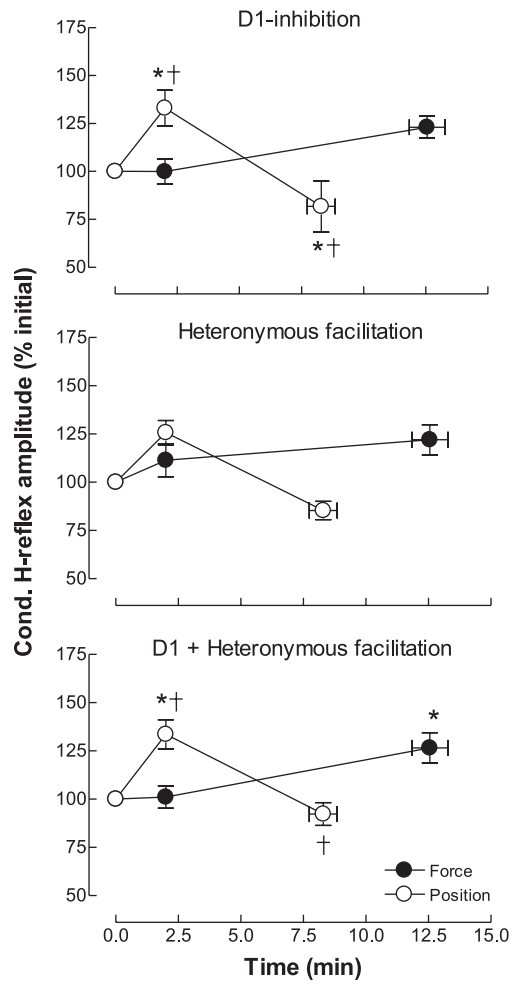 D1-inhibition
175
150
125
100
75
50
*†
*†
Heteronymous facilitation
175
150
125
100
75
50
Cond. H-reflex amplitude (% initial)
D1 + Heteronymous facilitation
175
150
125
100
75
50
*†
*
†
Force
Position
0.0 2.5 5.0 7.5 10.0 12.5 15.0
Time (min)